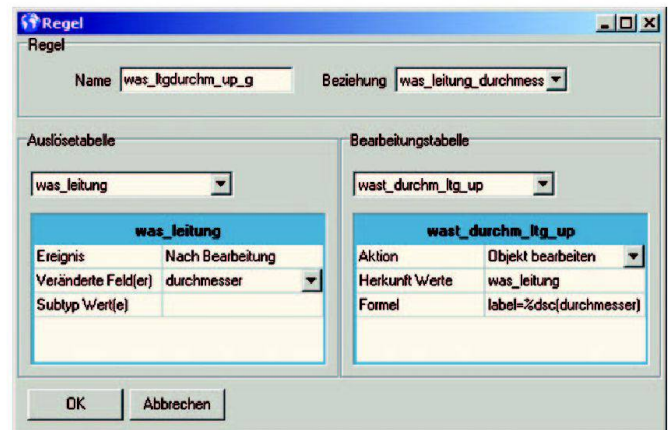 Regel
Regel
Name was_ltgdurchm_up_g Beziehung was_leitung_durchmess
Auslösetabelle Bearbeitungstabelle
was_leitung wast_durchm_ltg_up
was_leitung wast_durchm_ltg_up
Ereignis Nach Bearbeitung Aktion Objekt bearbeiten
Veränderte Feld(er) durchmesser Herkunft Werte was_leitung
Subtyp Wert(e) Formel label=%dsc(durchmesser)
OK Abbrechen